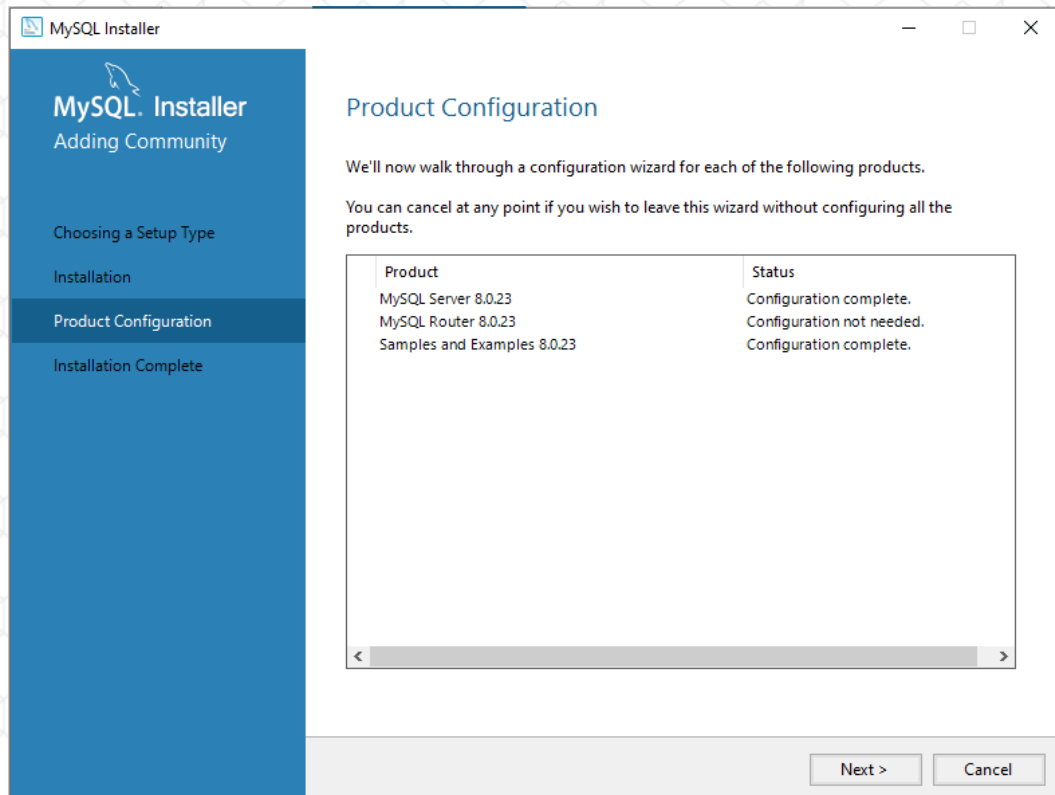 MySQL Installer
MySQL. Installer
Adding Community
Choosing a Setup Type
Installation
Product Configuration
Installation Complete
Product Configuration
We'll now walk through a configuration wizard for each of the following products.
You can cancel at any point if you wish to leave this wizard without configuring all the
products.
Product Status
MySQL Server 8.0.23 Configuration complete.
MySQL Router 8.0.23 Configuration not needed.
Samples and Examples 8.0.23 Configuration complete.
Next > Cancel